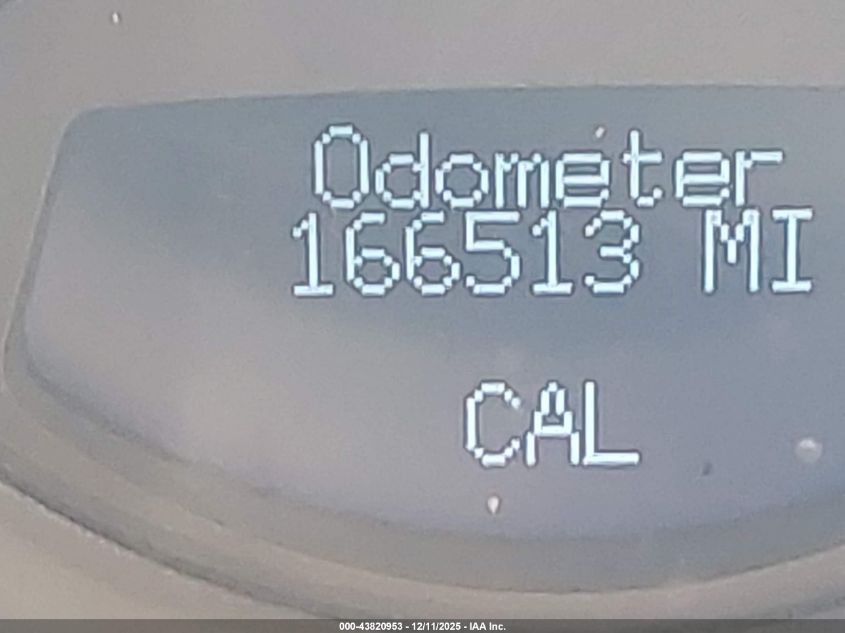 Odometer
166513 MI
CAL
000-43820953 - 12/11/2025 - IAA Inc.